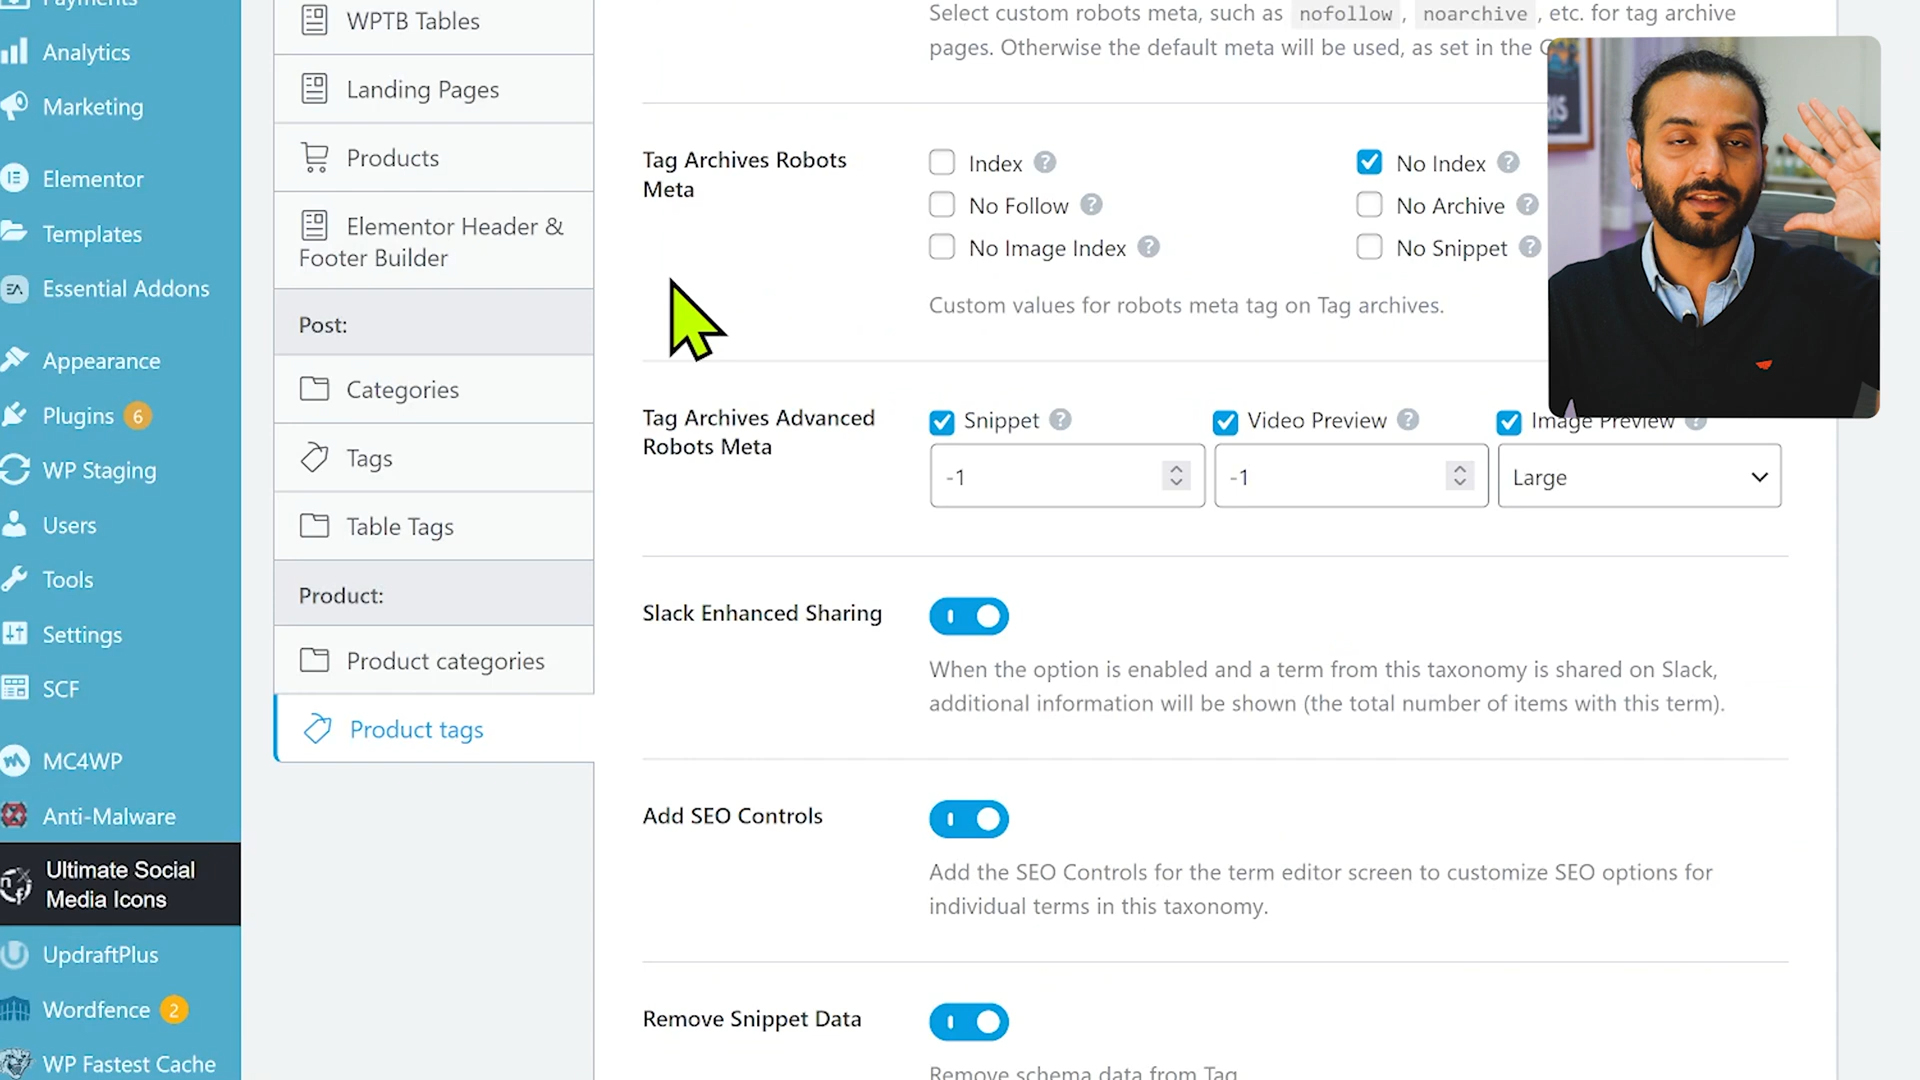 Payments
Analytics
Marketing
Elementor
Templates
Essential Addons
Appearance
Plugins 6
WP Staging
Users
Tools
Settings
SCF
MC4WP
Anti-Malware
Ultimate Social
Media Icons
UpdraftPlus
Wordfence 2
WP Fastest Cache
WPTB Tables
Landing Pages
Products
Elementor Header &
Footer Builder
Post:
Categories
Tags
Table Tags
Product:
Product categories
Product tags
Select custom robots meta, such as nofollow, noarchive, etc. for tag archive
pages. Otherwise the default meta will be used, as set in the
Tag Archives Robots
Meta
Index ?
No Index ?
No Follow ?
No Archive ?
No Image Index ?
No Snippet ?
Custom values for robots meta tag on Tag archives.
Tag Archives Advanced
Robots Meta
Snippet ?
Video Preview ?
Image Preview ?
-1
-1
Large
Slack Enhanced Sharing
When the option is enabled and a term from this taxonomy is shared on Slack,
additional information will be shown (the total number of items with this term).
Add SEO Controls
Add the SEO Controls for the term editor screen to customize SEO options for
individual terms in this taxonomy.
Remove Snippet Data
Remove schema data from Tag